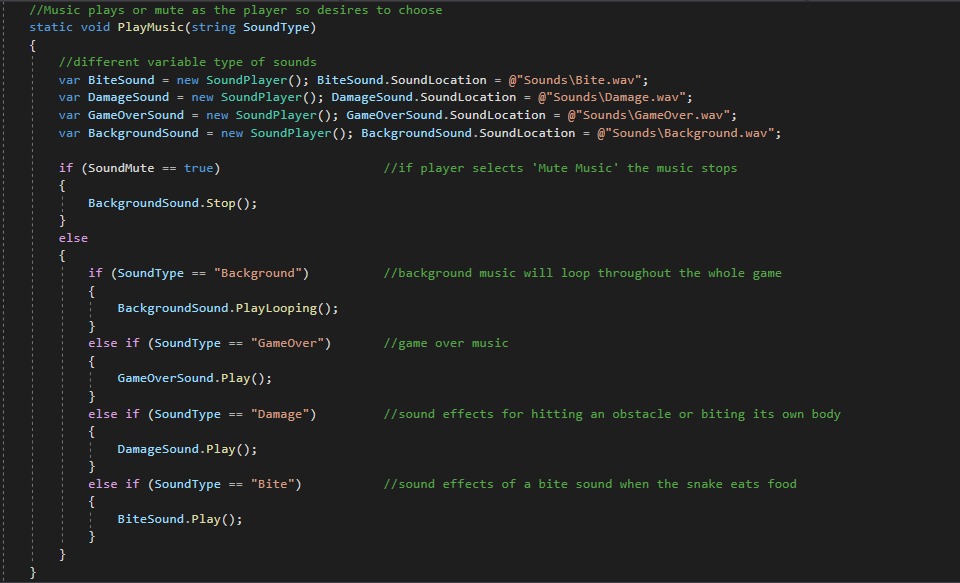 //Music plays or mute as the player so desires to choose
static void PlayMusic(string SoundType)
{
//different variable type of sounds
var BiteSound = new SoundPlayer(); BiteSound.SoundLocation = @"Sounds\Bite.wav";
var DamageSound = new SoundPlayer(); DamageSound.SoundLocation = @"Sounds\Damage.wav";
var GameOverSound = new SoundPlayer(); GameOverSound.SoundLocation = @"Sounds\GameOver.wav";
var BackgroundSound = new SoundPlayer(); BackgroundSound.SoundLocation = @"Sounds\Background.wav";
if (SoundMute == true) //if player selects 'Mute Music' the music stops
{
BackgroundSound.Stop();
}
else
{
if (SoundType == "Background") //background music will loop throughout the whole game
{
BackgroundSound.PlayLooping();
}
else if (SoundType == "GameOver") //game over music
{
GameOverSound.Play();
}
else if (SoundType == "Damage") //sound effects for hitting an obstacle or biting its own body
{
DamageSound.Play();
}
else if (SoundType == "Bite") //sound effects of a bite sound when the snake eats food
{
BiteSound.Play();
}
}
}